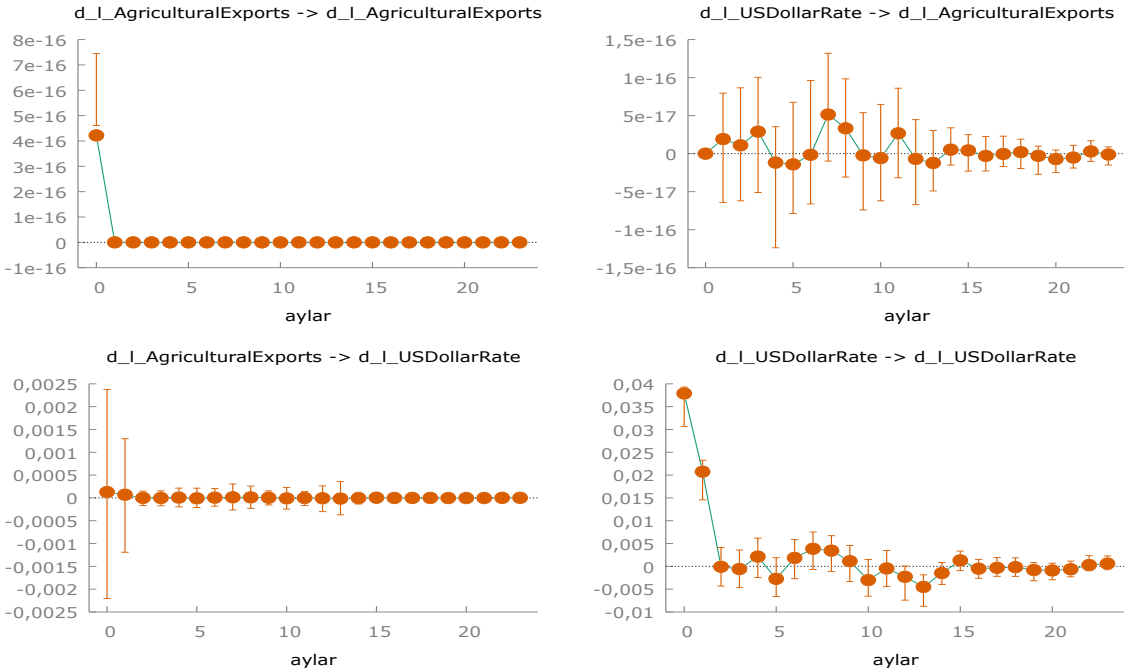 d_l_AgriculturalExports -> d_l_AgriculturalExports
8e-16
7e-16
6e-16
5e-16
4e-16
3e-16
2e-16
1e-16
0
-1e-16
0 5 10 15 20
aylar
d_l_USDollarRate -> d_l_AgriculturalExports
1,5e-16
1e-16
5e-17
0
-5e-17
-1e-16
-1,5e-16
0 5 10 15 20
aylar
d_l_AgriculturalExports -> d_l_USDollarRate
0,0025
0,002
0,0015
0,001
0,0005
0
-0,0005
-0,001
-0,0015
-0,002
-0,0025
0 5 10 15 20
aylar
d_l_USDollarRate -> d_l_USDollarRate
0,04
0,035
0,03
0,025
0,02
0,015
0,01
0,005
0
-0,005
-0,01
0 5 10 15 20
aylar